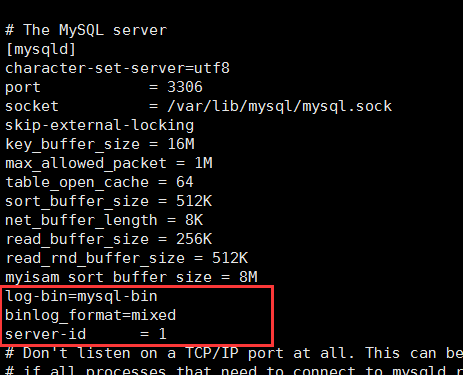 # The MySQL server
[mysqld]
character-set-server=utf8
port            = 3306
socket          = /var/lib/mysql/mysql.sock
skip-external-locking
key_buffer_size = 16M
max_allowed_packet = 1M
table_open_cache = 64
sort_buffer_size = 512K
net_buffer_length = 8K
read_buffer_size = 256K
read_rnd_buffer_size = 512K
myisam_sort_buffer_size = 8M
log-bin=mysql-bin
binlog_format=mixed
server-id       = 1
# Don't listen on a TCP/IP port at all. This can be
# if all processes that need to connect to mysqld r